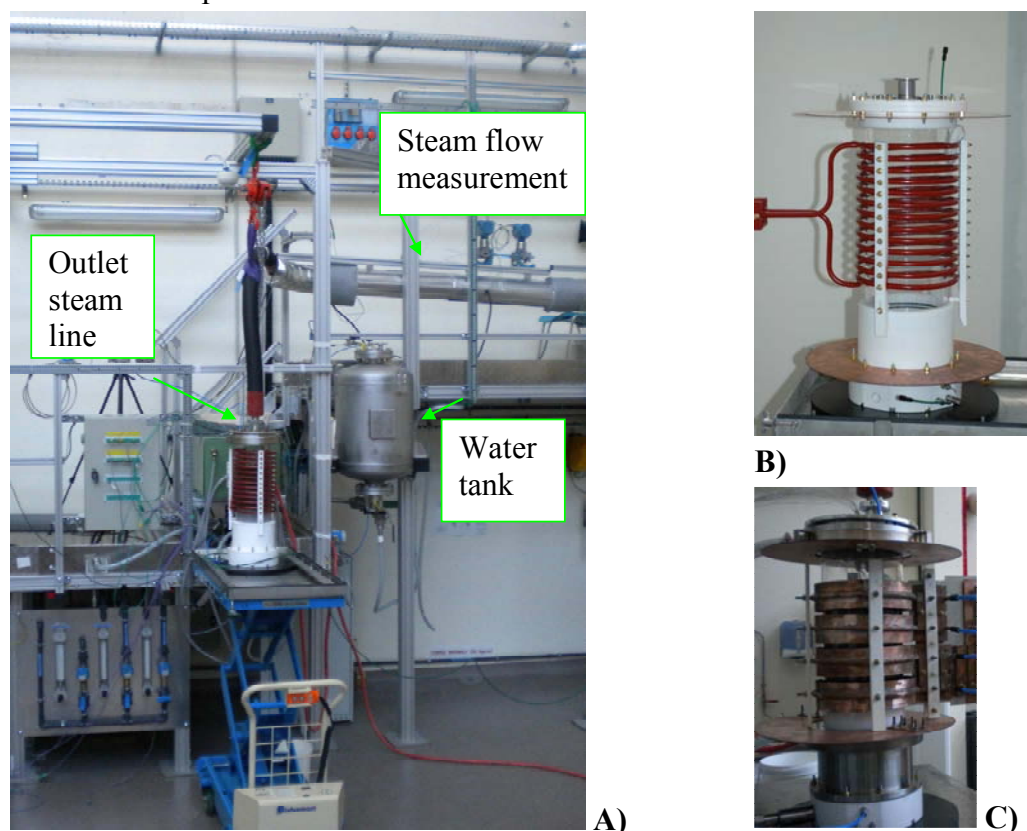 Steam flow
measurement
Outlet
steam
line
Water
tank
A)
B)
C)